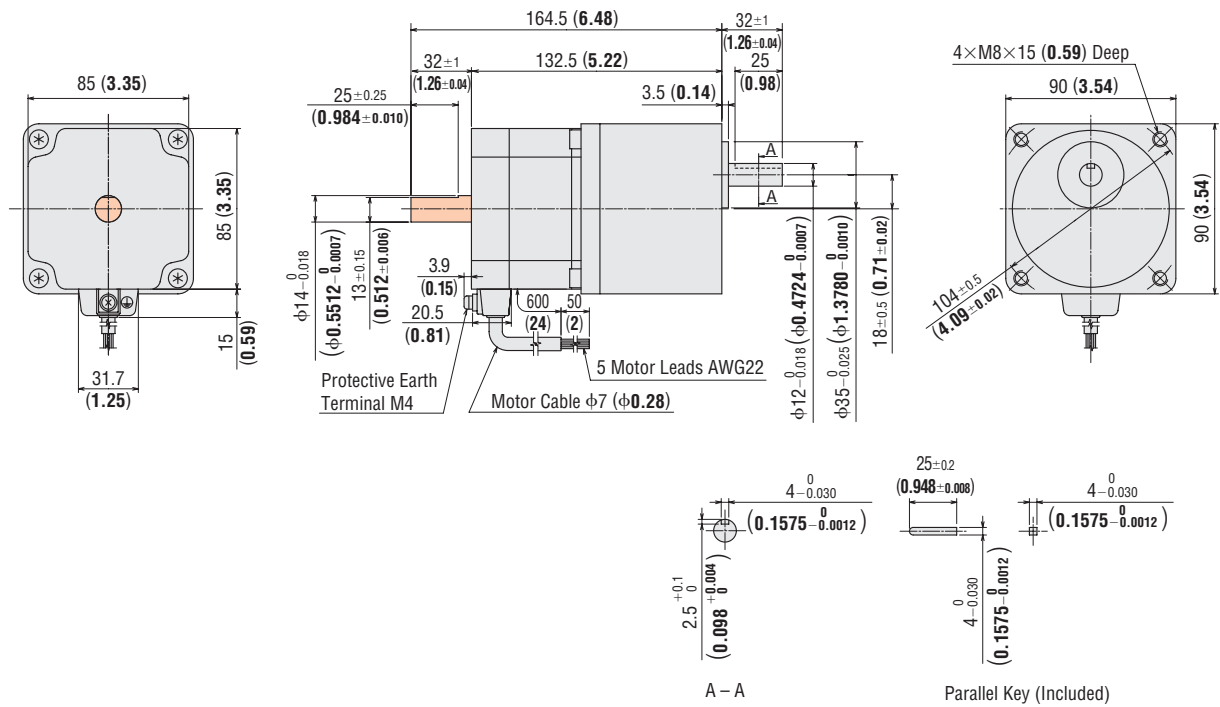 164.5 (6.48)
32±1
(1.26±0.04)
32±1
(1.26±0.04)
132.5 (5.22)
25
(0.98)
4×M8×15 (0.59) Deep
85 (3.35)
25±0.25
(0.984±0.010)
3.5 (0.14)
90 (3.54)
A
A
85 (3.35)
90 (3.54)
φ14 0 -0.018
(φ0.5512 0 -0.0007)
13±0.15
(0.512±0.006)
3.9
(0.15)
20.5
(0.81)
600
(24)
50
(2)
φ12 0 -0.018 (φ0.4724 0 -0.0007)
φ35 0 -0.025 (φ1.3780 0 -0.0010)
18±0.5 (0.71±0.02)
104±0.5
(4.09±0.02)
15
(0.59)
31.7
(1.25)
Protective Earth
Terminal M4
5 Motor Leads AWG22
Motor Cable φ7 (φ0.28)
4 0 -0.030
(0.1575 0 -0.0012)
25±0.2
(0.948±0.008)
4 0 -0.030
(0.1575 0 -0.0012)
2.5 +0.1 0
(0.098 +0.004 0)
4 0 -0.030
(0.1575 0 -0.0012)
A – A
Parallel Key (Included)